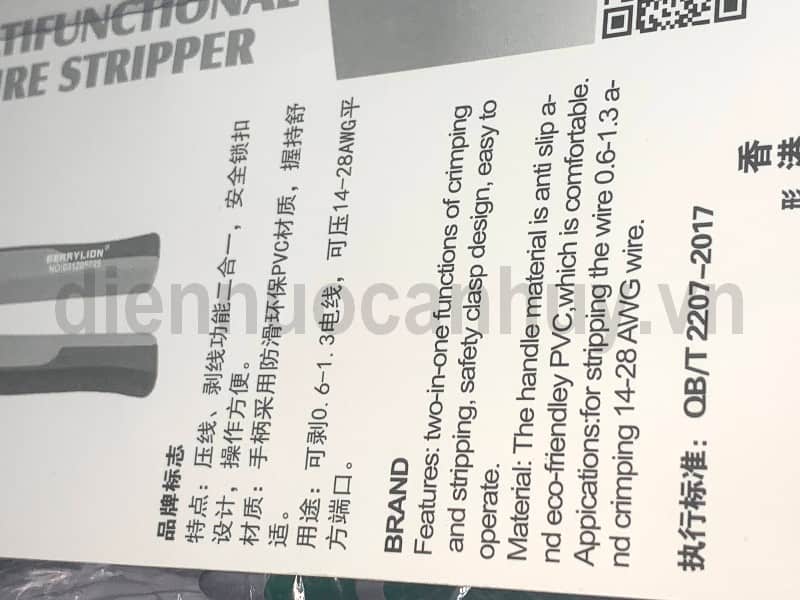 TIFUNCTIONAL
RE STRIPPER
BERRYLION
品牌标志
特点：压线、剥线功能二合一，安全锁扣
设计，操作方便。
材质：手柄采用防滑环保PVC材质，握持舒
适。
用途：可剥0.6-1.3电线，可压14-28AWG平
方端口。
BRAND
Features: two-in-one functions of crimping
and stripping, safety clasp design, easy to
operate.
Material: The handle material is anti slip a-
nd eco-friendley PVC,which is comfortable.
Appications:for stripping the wire 0.6-1.3 a-
nd crimping 14-28 AWG wire.
执行标准：QB/T 2207-2017
香港
形
diennuocanhuy.vn